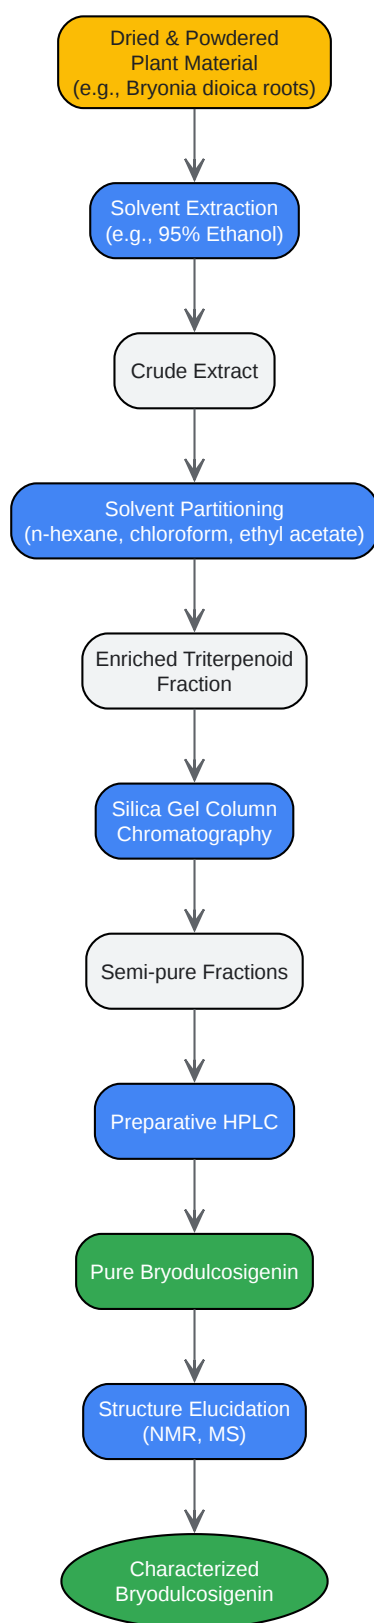 Dried & Powdered
Plant Material
(e.g., Bryonia dioica roots)
Solvent Extraction
(e.g., 95% Ethanol)
Crude Extract
Solvent Partitioning
(n-hexane, chloroform, ethyl acetate)
Enriched Triterpenoid
Fraction
Silica Gel Column
Chromatography
Semi-pure Fractions
Preparative HPLC
Pure Bryodulcosigenin
Structure Elucidation
(NMR, MS)
Characterized
Bryodulcosigenin